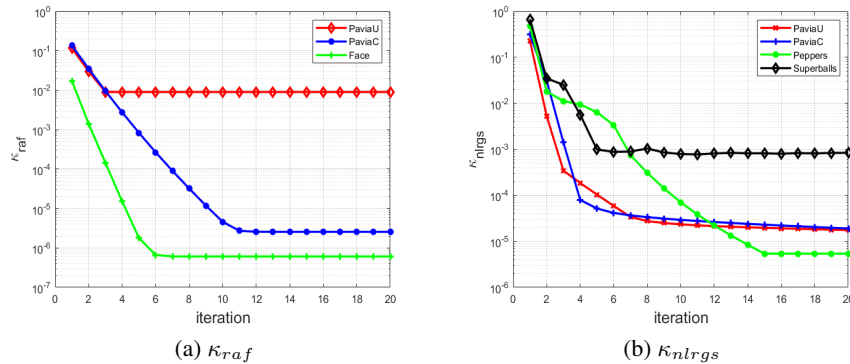 10^0
10^-1
10^-2
10^-3
10^-4
10^-5
10^-6
10^-7
κ_raf
0 2 4 6 8 10 12 14 16 18 20
iteration
PaviaU
PaviaC
Face
(a) κ_raf
10^0
10^-1
10^-2
10^-3
10^-4
10^-5
10^-6
κ_nlrgs
0 2 4 6 8 10 12 14 16 18 20
iteration
PaviaU
PaviaC
Peppers
Superballs
(b) κ_nlrgs